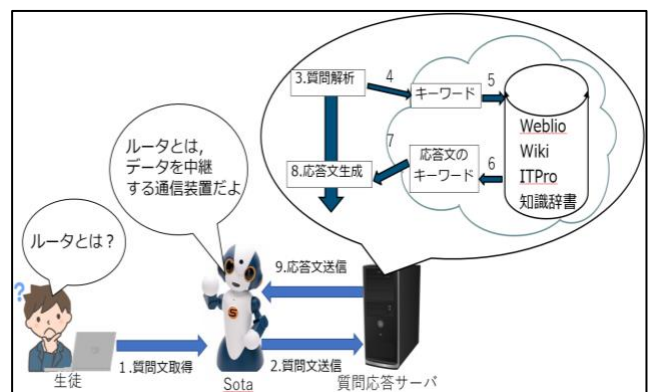 3.質問解析
4
キーワード
5
Weblio
Wiki
ITPro
知識辞書
6
応答文の
キーワード
7
8.応答文生成
ルータとは,
データを中継
する通信装置だよ
ルータとは?
?
S
9.応答文送信
1.質問文取得
2.質問文送信
生徒
Sota
質問応答サーバ